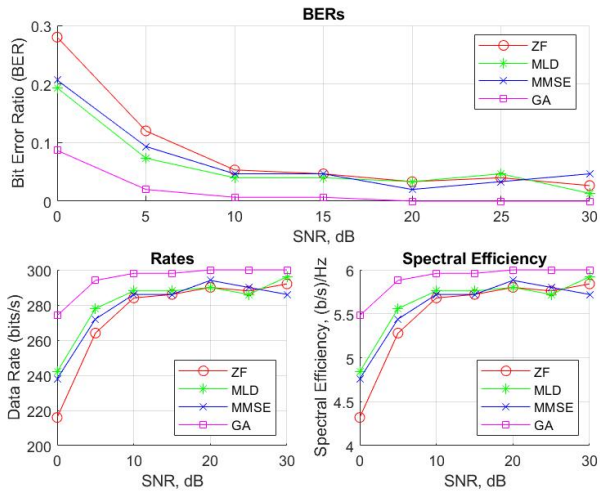 BERs
Bit Error Ratio (BER)
0.3
0.2
0.1
0
0
5
10
15
20
25
30
SNR, dB
ZF
MLD
MMSE
GA
Rates
Data Rate (bits/s)
300
280
260
240
220
200
0
10
20
30
SNR, dB
ZF
MLD
MMSE
GA
Spectral Efficiency
Spectral Efficiency, (b/s)/Hz
6
5.5
5
4.5
4
0
10
20
30
SNR, dB
ZF
MLD
MMSE
GA